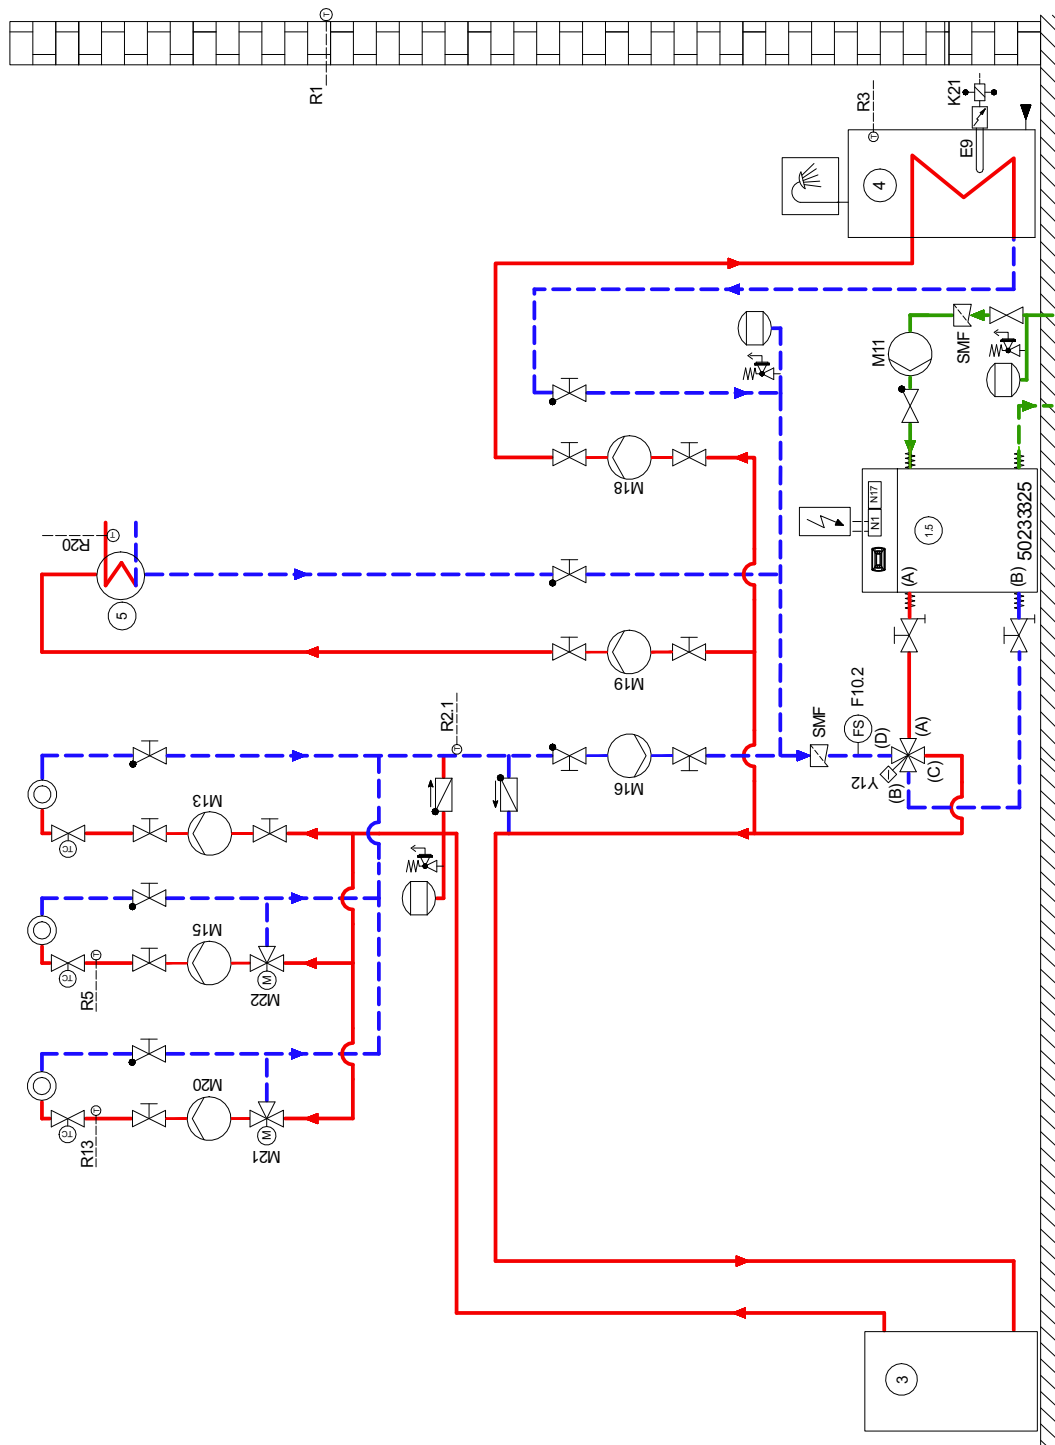 R1
R3
K21
E9
4
M11
SMF
M18
R20
5
N1
N17
1.5
(A)
(B)
50233325
M19
R2.1
SMF
FS
F10.2
(D)
(A)
Y12
(B)
(C)
M16
M13
TC
M15
TC
R5
M
M22
M20
TC
R13
M
M21
3
T
T
T
T
T
T